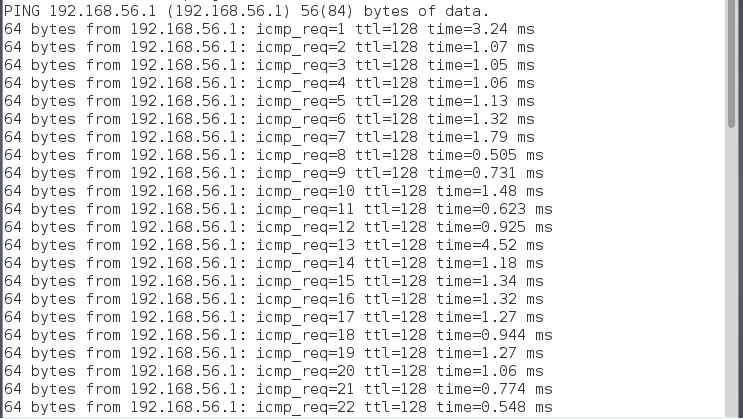 PING 192.168.56.1 (192.168.56.1) 56(84) bytes of data.
64 bytes from 192.168.56.1: icmp_req=1 ttl=128 time=3.24 ms
64 bytes from 192.168.56.1: icmp_req=2 ttl=128 time=1.07 ms
64 bytes from 192.168.56.1: icmp_req=3 ttl=128 time=1.05 ms
64 bytes from 192.168.56.1: icmp_req=4 ttl=128 time=1.06 ms
64 bytes from 192.168.56.1: icmp_req=5 ttl=128 time=1.13 ms
64 bytes from 192.168.56.1: icmp_req=6 ttl=128 time=1.32 ms
64 bytes from 192.168.56.1: icmp_req=7 ttl=128 time=1.79 ms
64 bytes from 192.168.56.1: icmp_req=8 ttl=128 time=0.505 ms
64 bytes from 192.168.56.1: icmp_req=9 ttl=128 time=0.731 ms
64 bytes from 192.168.56.1: icmp_req=10 ttl=128 time=1.48 ms
64 bytes from 192.168.56.1: icmp_req=11 ttl=128 time=0.623 ms
64 bytes from 192.168.56.1: icmp_req=12 ttl=128 time=0.925 ms
64 bytes from 192.168.56.1: icmp_req=13 ttl=128 time=4.52 ms
64 bytes from 192.168.56.1: icmp_req=14 ttl=128 time=1.18 ms
64 bytes from 192.168.56.1: icmp_req=15 ttl=128 time=1.34 ms
64 bytes from 192.168.56.1: icmp_req=16 ttl=128 time=1.32 ms
64 bytes from 192.168.56.1: icmp_req=17 ttl=128 time=1.27 ms
64 bytes from 192.168.56.1: icmp_req=18 ttl=128 time=0.944 ms
64 bytes from 192.168.56.1: icmp_req=19 ttl=128 time=1.27 ms
64 bytes from 192.168.56.1: icmp_req=20 ttl=128 time=1.06 ms
64 bytes from 192.168.56.1: icmp_req=21 ttl=128 time=0.774 ms
64 bytes from 192.168.56.1: icmp_req=22 ttl=128 time=0.548 ms